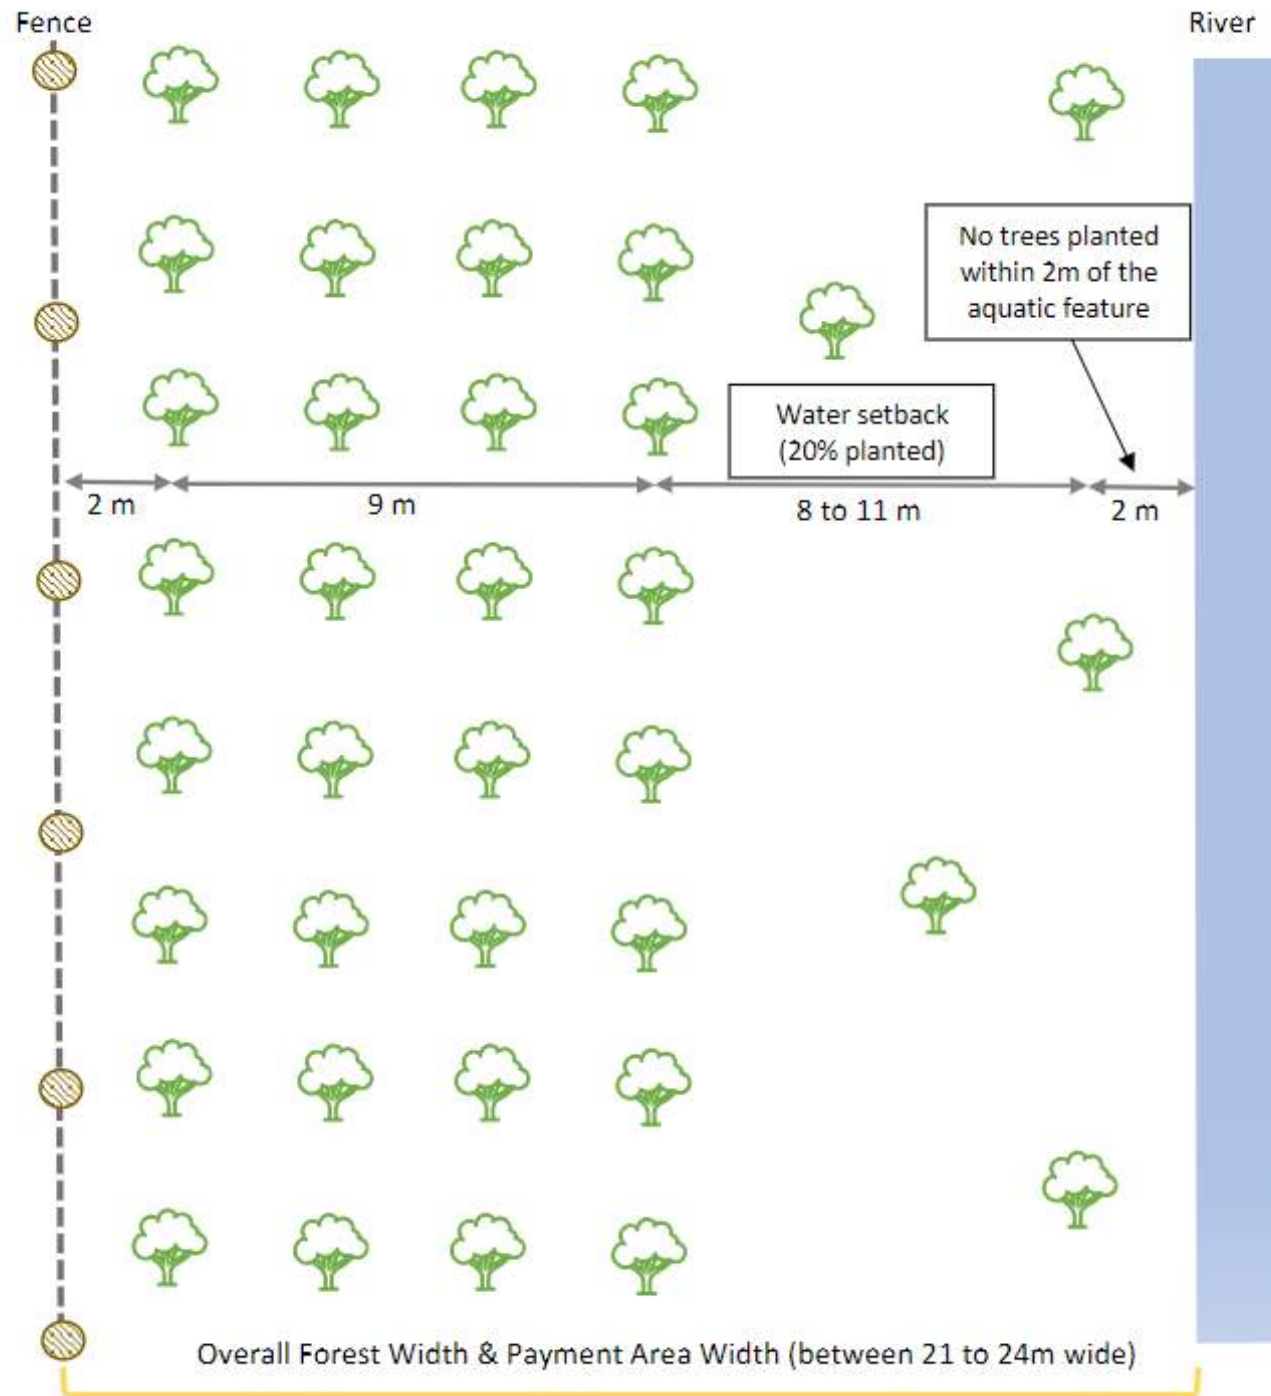 Fence
River
No trees planted
within 2m of the
aquatic feature
Water setback
(20% planted)
2 m
9 m
8 to 11 m
2 m
Overall Forest Width & Payment Area Width (between 21 to 24m wide)